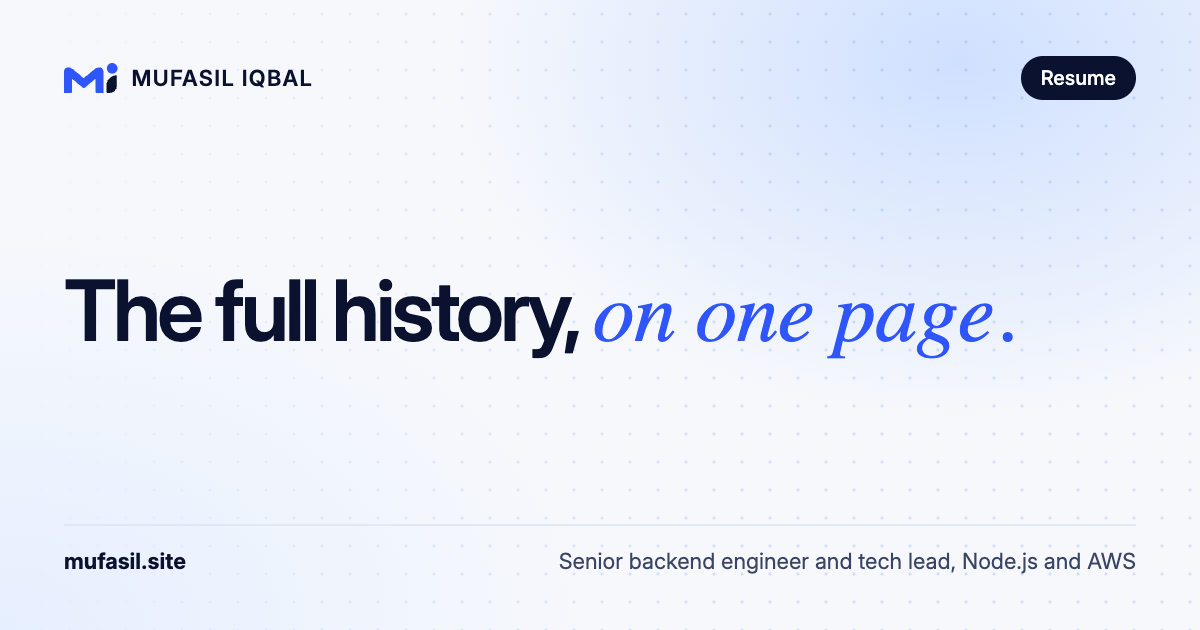 Mi MUFASIL IQBAL
Resume
The full history, on one page.
mufasil.site
Senior backend engineer and tech lead, Node.js and AWS